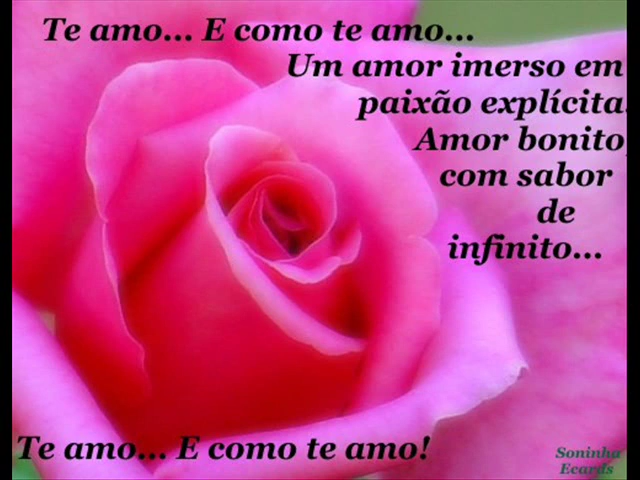 Te amo... E como te amo...
Um amor imerso em
paixão explícita.
Amor bonito,
com sabor
de
infinito...
Te amo... E como te amo!
Soninha
Ecards